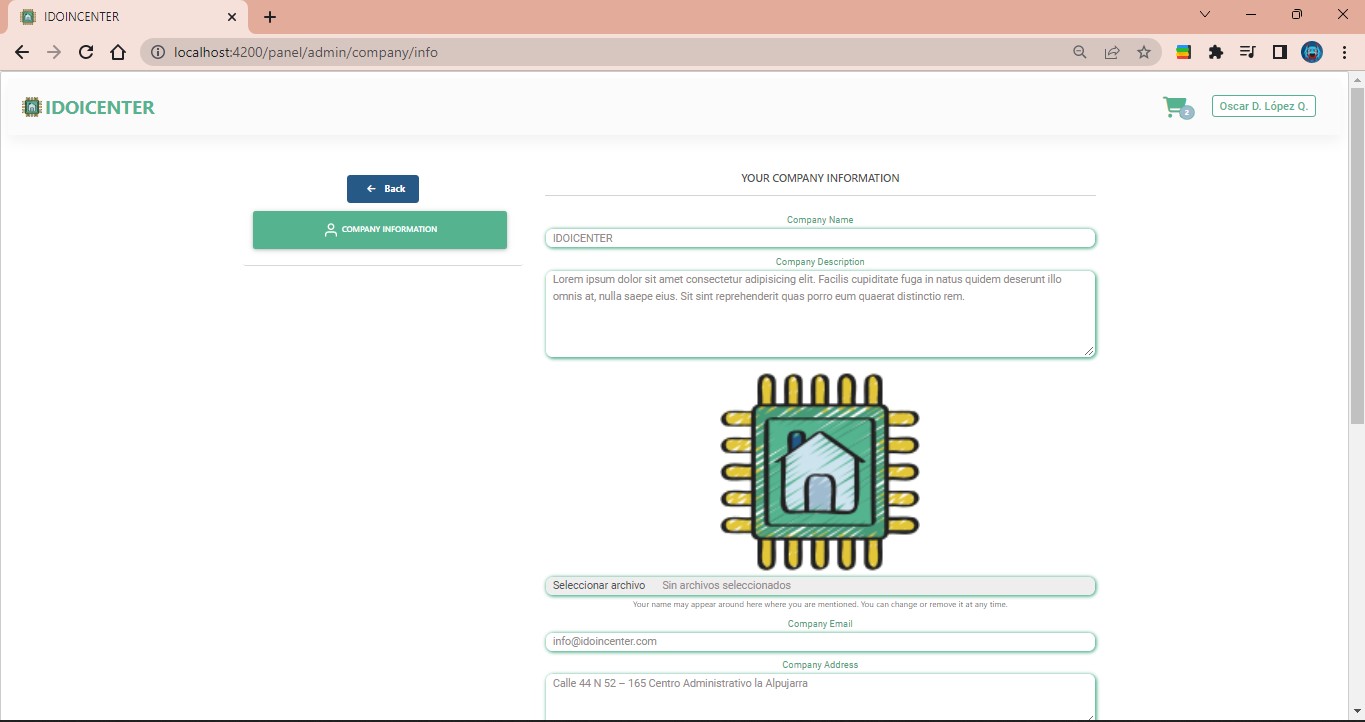 IDOINCENTER
localhost:4200/panel/admin/company/info
IDOICENTER
2
Oscar D. López Q.
Back
COMPANY INFORMATION
YOUR COMPANY INFORMATION
Company Name
IDOICENTER
Company Description
Lorem ipsum dolor sit amet consectetur adipisicing elit. Facilis cupiditate fuga in natus quidem deserunt illo
omnis at, nulla saepe eius. Sit sint reprehenderit quas porro eum quaerat distinctio rem.
Seleccionar archivo Sin archivos seleccionados
Your name may appear around here where you are mentioned. You can change or remove it at any time.
Company Email
info@idoincenter.com
Company Address
Calle 44 N 52 – 165 Centro Administrativo la Alpujarra